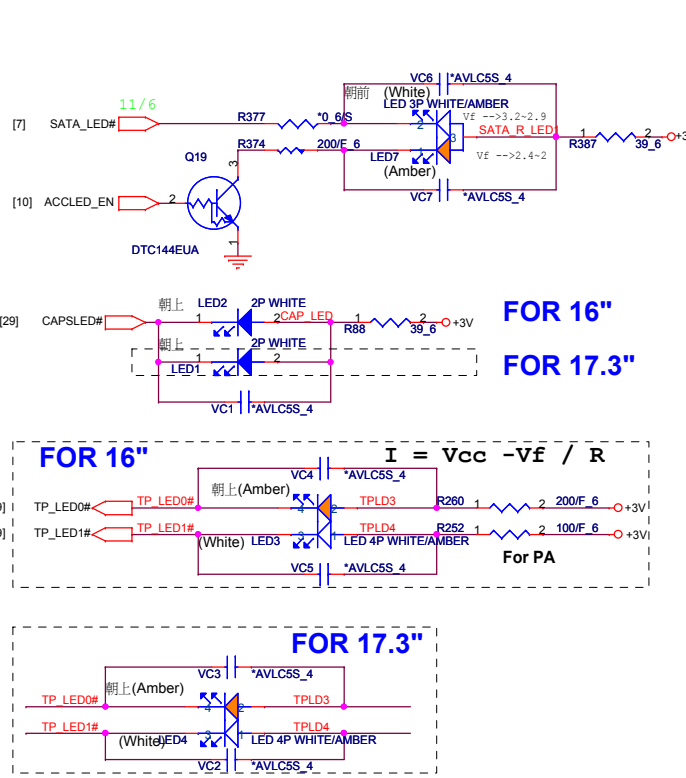 VC6 *AVLC5S_4
朝前 (White)
11/6
LED 3P WHITE/AMBER
[7] SATA_LED# R377 *0_6/S 2 3 Vf -->3.2~2.9
SATA_R_LED1 1 2 +3
R374 200/F_6 LED7 1 Vf -->2.4~2 R387 39_6
(Amber)
Q19 3
[10] ACCLED_EN 2 VC7 *AVLC5S_4
1
DTC144EUA
朝上 LED2 2P WHITE
[29] CAPSLED# 1 2 CAP_LED 1 2 +3V
R88 39_6
FOR 16"
朝上 2P WHITE
LED1 1 2
FOR 17.3"
VC1 *AVLC5S_4
FOR 16" I = Vcc -Vf / R
VC4 *AVLC5S_4
朝上(Amber)
9] TP_LED0# TP_LED0# 4 2 TPLD3 R260 1 2 200/F_6 +3V
9] TP_LED1# TP_LED1# 3 1 TPLD4 R252 1 2 100/F_6 +3V
(White) LED3 LED 4P WHITE/AMBER
For PA
VC5 *AVLC5S_4
FOR 17.3"
VC3 *AVLC5S_4
朝上(Amber)
TP_LED0# 4 2 TPLD3
TP_LED1# 3 1 TPLD4
(White) LED4 LED 4P WHITE/AMBER
VC2 *AVLC5S_4